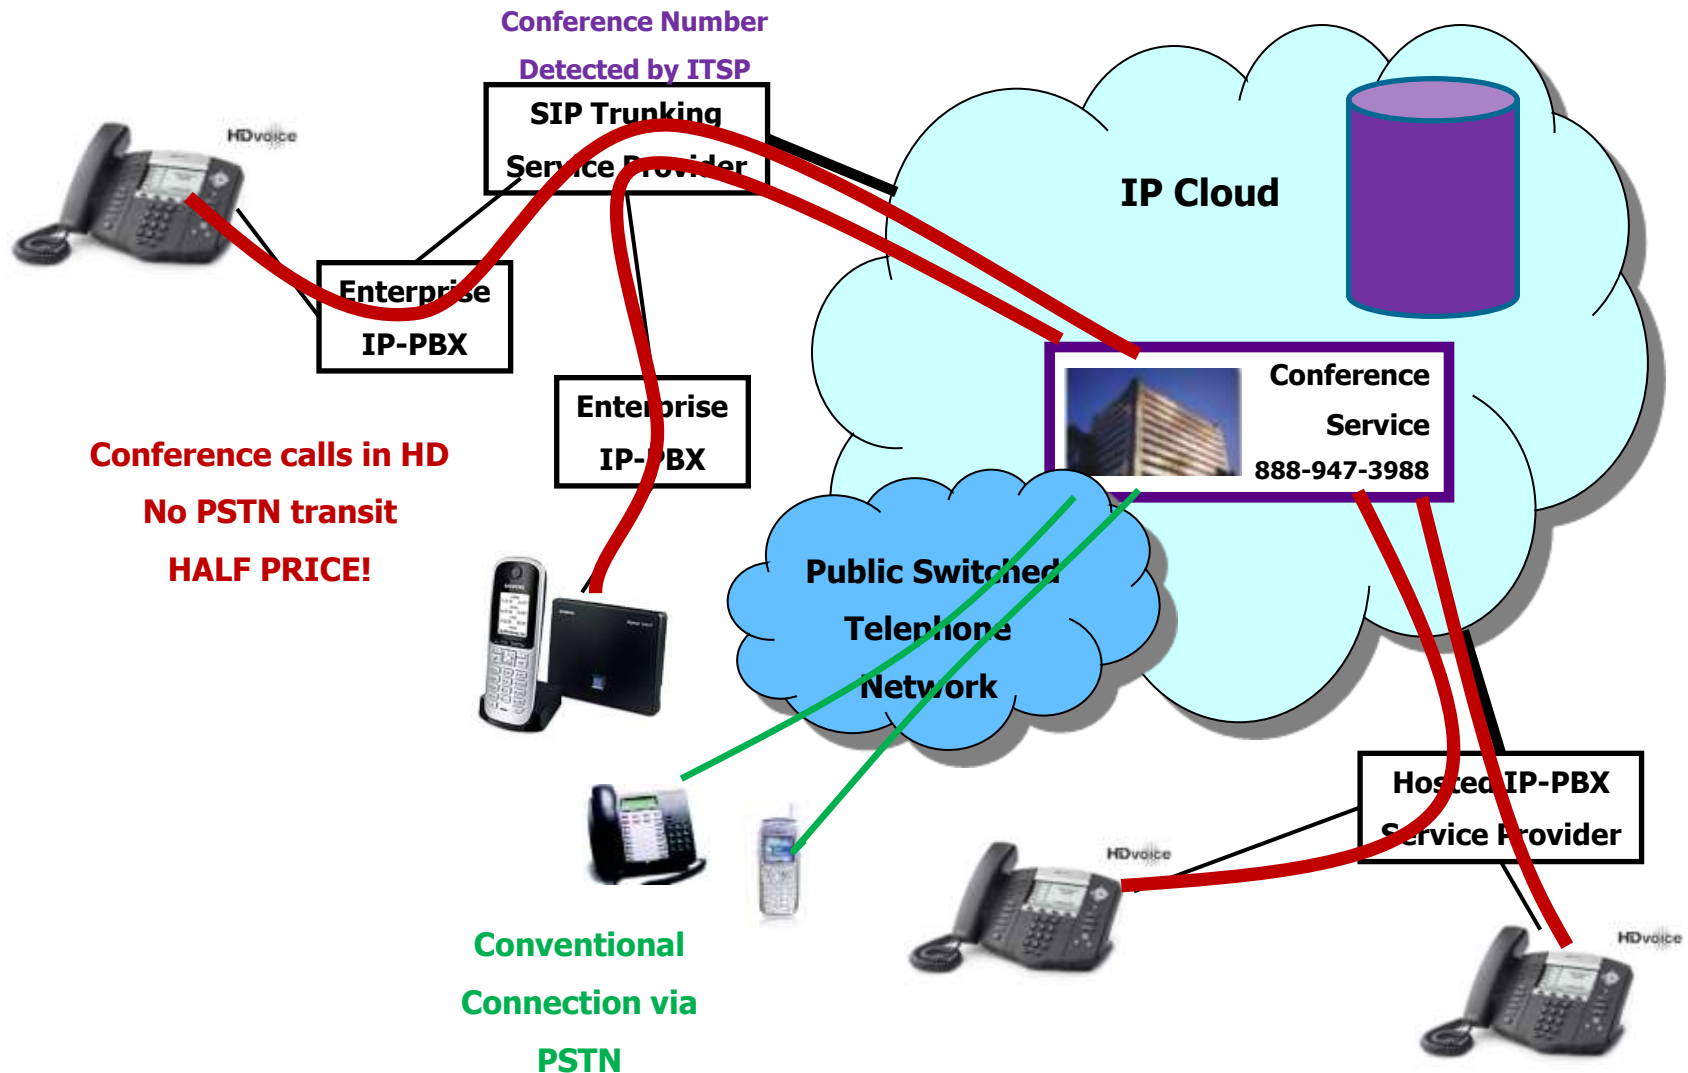 Conference Number
Detected by ITSP
SIP Trunking
Service Provider
HDvoice
IP Cloud
Enterprise
IP-PBX
Enterprise
IP-PBX
Conference
Service
888-947-3988
Conference calls in HD
No PSTN transit
HALF PRICE!
Public Switched
Telephone
Network
Hosted IP-PBX
Service Provider
HDvoice
HDvoice
Conventional
Connection via
PSTN